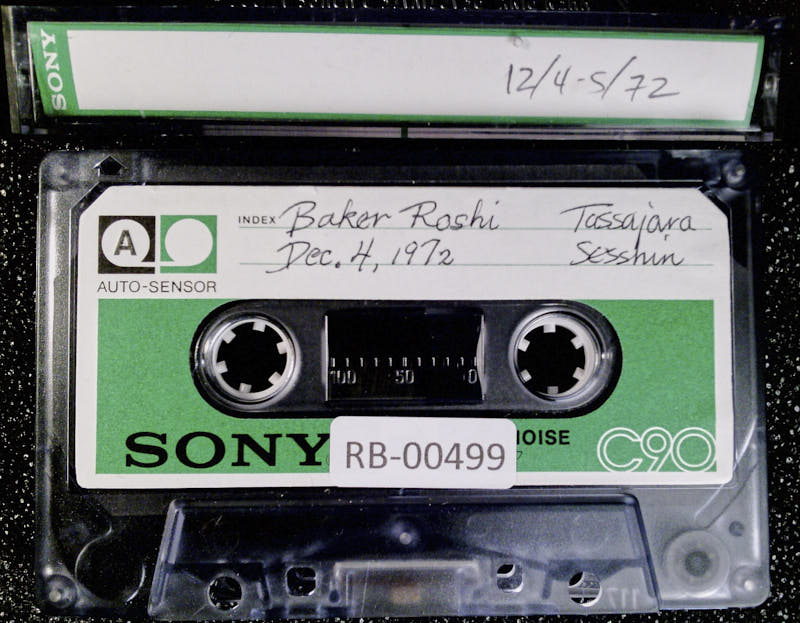 SONY
12/4-5/72
A
INDEX Baker Roshi Tassajara
Dec. 4, 1972 Sesshin
AUTO-SENSOR
100 50 0
SONY NOISE C90
RB-00499
117